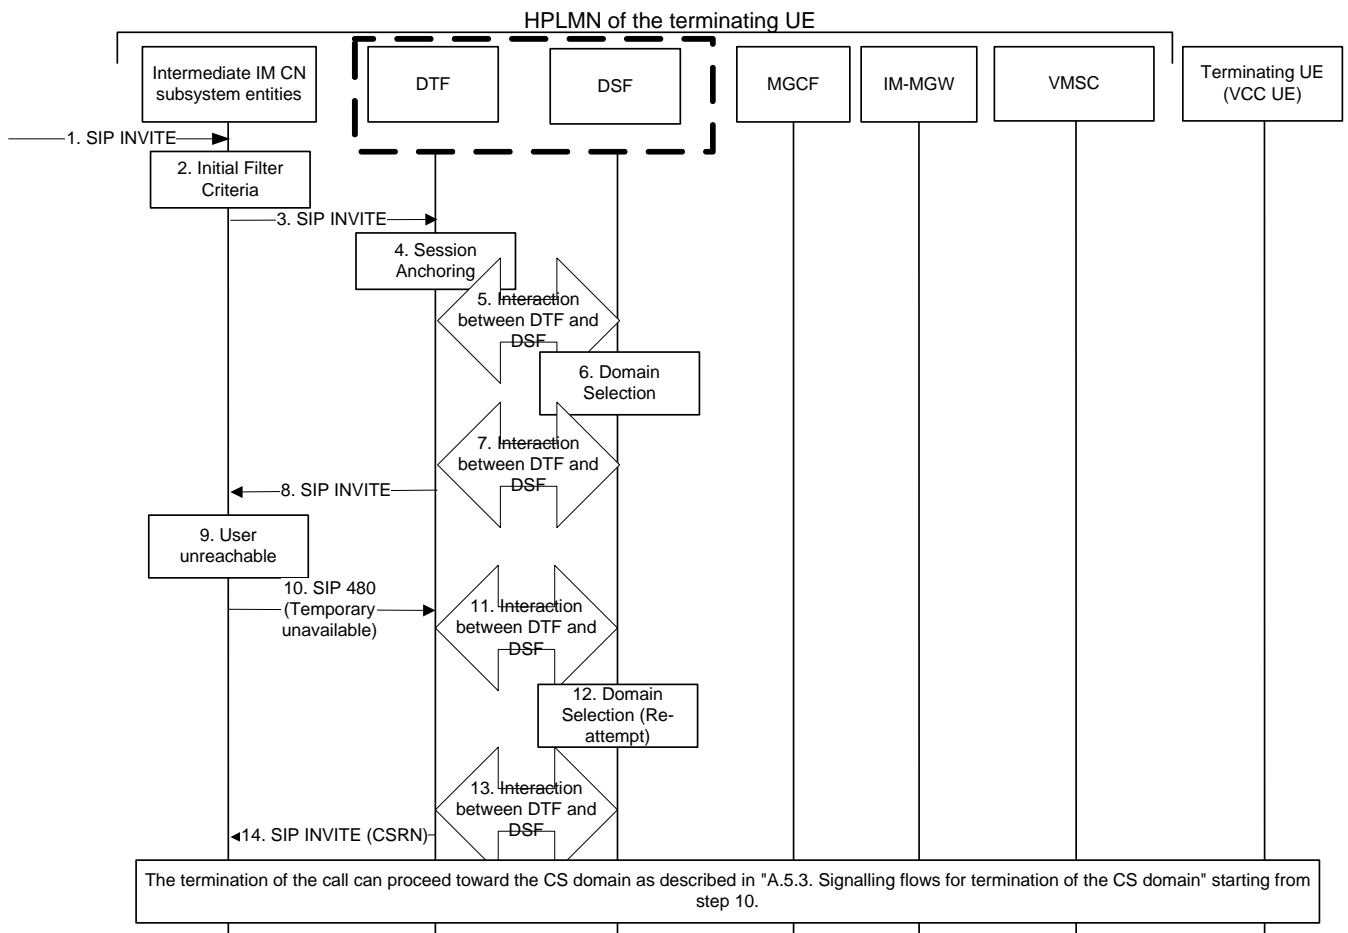 HPLMN of the terminating UE
Intermediate IM CN
subsystem entities
DTF
DSF
MGCF
IM-MGW
VMSC
Terminating UE
(VCC UE)
1. SIP INVITE
2. Initial Filter
Criteria
3. SIP INVITE
4. Session
Anchoring
5. Interaction
between DTF and
DSF
6. Domain
Selection
7. Interaction
between DTF and
DSF
8. SIP INVITE
9. User
unreachable
10. SIP 480
(Temporary
unavailable)
11. Interaction
between DTF and
DSF
12. Domain
Selection (Re-
attempt)
13. Interaction
between DTF and
DSF
14. SIP INVITE (CSRN)
The termination of the call can proceed toward the CS domain as described in "A.5.3. Signalling flows for termination of the CS domain" starting from
step 10.